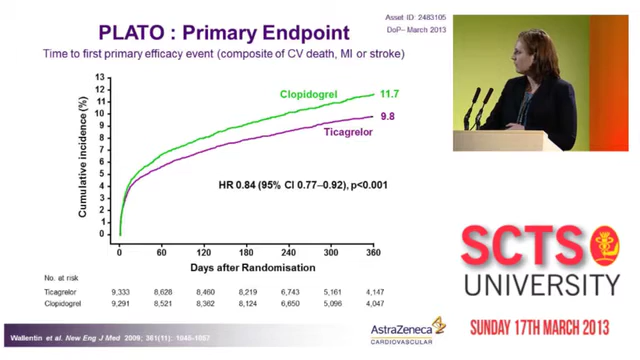 PLATO : Primary Endpoint
Asset ID: 2483105
DoP– March 2013
Time to first primary efficacy event (composite of CV death, MI or stroke)
Cumulative incidence (%)
13
12
11
10
9
8
7
6
5
4
3
2
1
0
Clopidogrel
11.7
9.8
Ticagrelor
HR 0.84 (95% CI 0.77–0.92), p<0.001
0 60 120 180 240 300 360
Days after Randomisation
No. at risk
Ticagrelor 9,333 8,628 8,460 8,219 6,743 5,161 4,147
Clopidogrel 9,291 8,521 8,362 8,124 6,650 5,096 4,047
Wallentin et al. New Eng J Med 2009; 361(11): 1045-1057
AstraZeneca
CARDIOVASCULAR
SCTS
UNIVERSITY
SUNDAY 17TH MARCH 2013